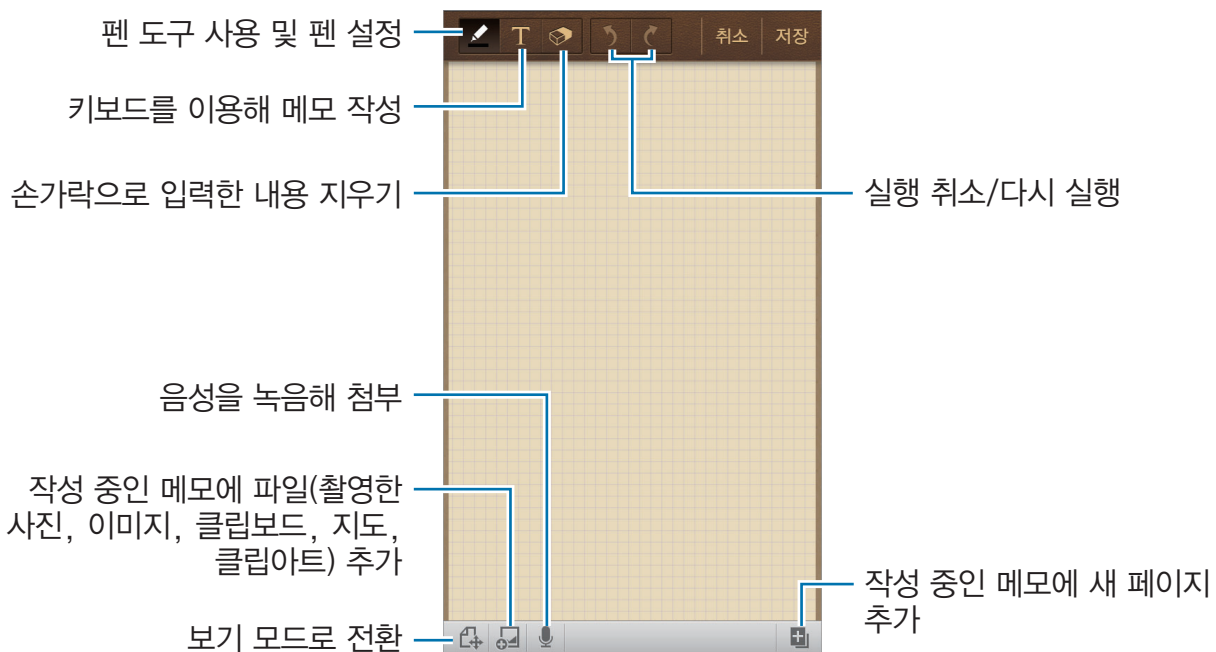 펜 도구 사용 및 펜 설정
T
취소
저장
키보드를 이용해 메모 작성
손가락으로 입력한 내용 지우기
실행 취소/다시 실행
음성을 녹음해 첨부
작성 중인 메모에 파일(촬영한
사진, 이미지, 클립보드, 지도,
클립아트) 추가
작성 중인 메모에 새 페이지
추가
보기 모드로 전환